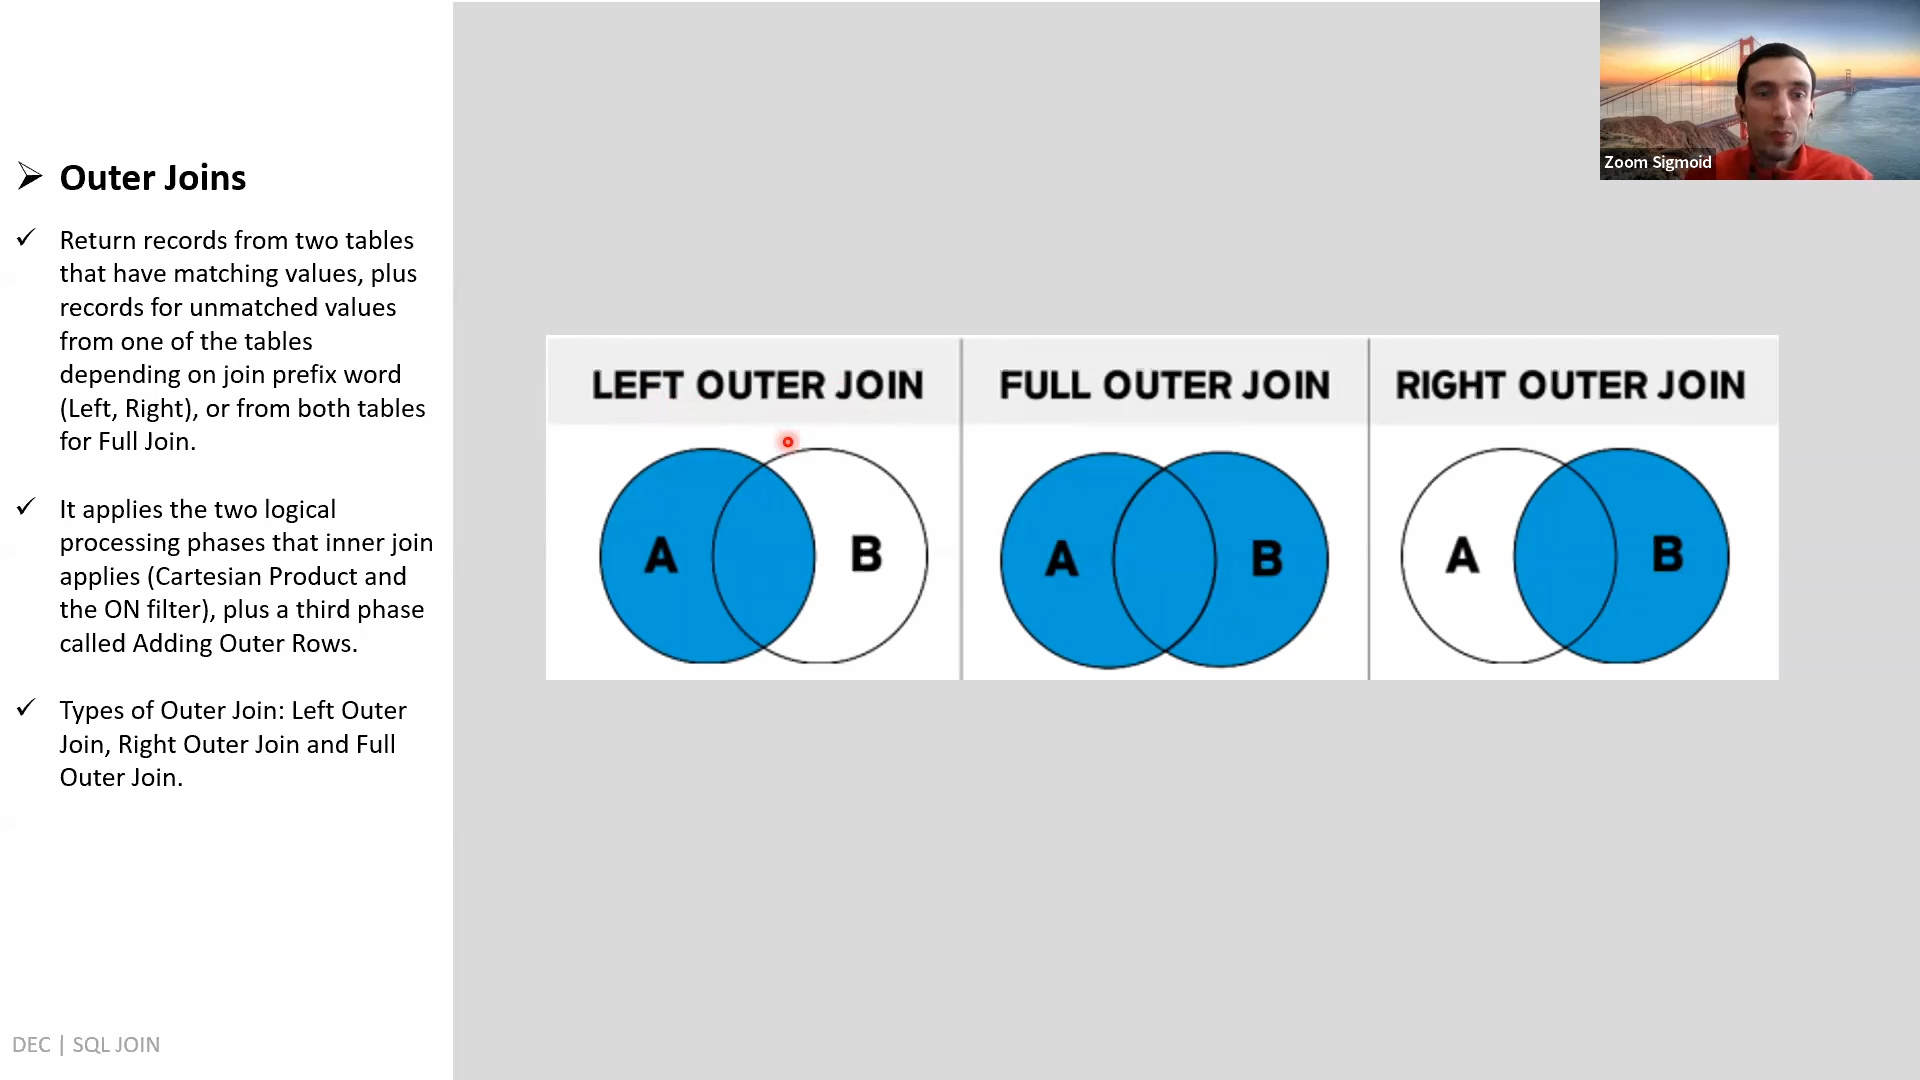 Outer Joins
Return records from two tables
that have matching values, plus
records for unmatched values
from one of the tables
depending on join prefix word
(Left, Right), or from both tables
for Full Join.
It applies the two logical
processing phases that inner join
applies (Cartesian Product and
the ON filter), plus a third phase
called Adding Outer Rows.
Types of Outer Join: Left Outer
Join, Right Outer Join and Full
Outer Join.
DEC | SQL JOIN
LEFT OUTER JOIN
A
B
FULL OUTER JOIN
A
B
RIGHT OUTER JOIN
A
B
Zoom Sigmoid